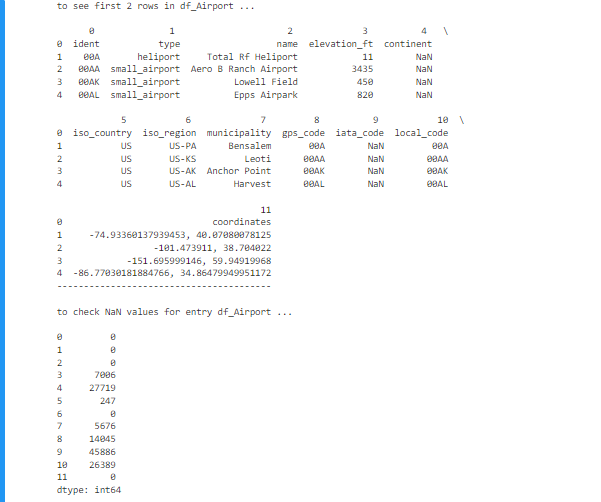 to see first 2 rows in df_Airport ...
0 1 2 3 4 \
0 ident type name elevation_ft continent
1 00A heliport Total Rf Heliport 11 NaN
2 00AA small_airport Aero B Ranch Airport 3435 NaN
3 00AK small_airport Lowell Field 450 NaN
4 00AL small_airport Epps Airpark 820 NaN
5 6 7 8 9 10 \
0 iso_country iso_region municipality gps_code iata_code local_code
1 US US-PA Bensalem 00A NaN 00A
2 US US-KS Leoti 00AA NaN 00AA
3 US US-AK Anchor Point 00AK NaN 00AK
4 US US-AL Harvest 00AL NaN 00AL
11
0 coordinates
1 -74.93360137939453, 40.07080078125
2 -101.473911, 38.704022
3 -151.695999146, 59.94919968
4 -86.77030181884766, 34.86479949951172
---------------------------------------
to check NaN values for entry df_Airport ...
0 0
1 0
2 0
3 7006
4 27719
5 247
6 0
7 5676
8 14045
9 45886
10 26389
11 0
dtype: int64